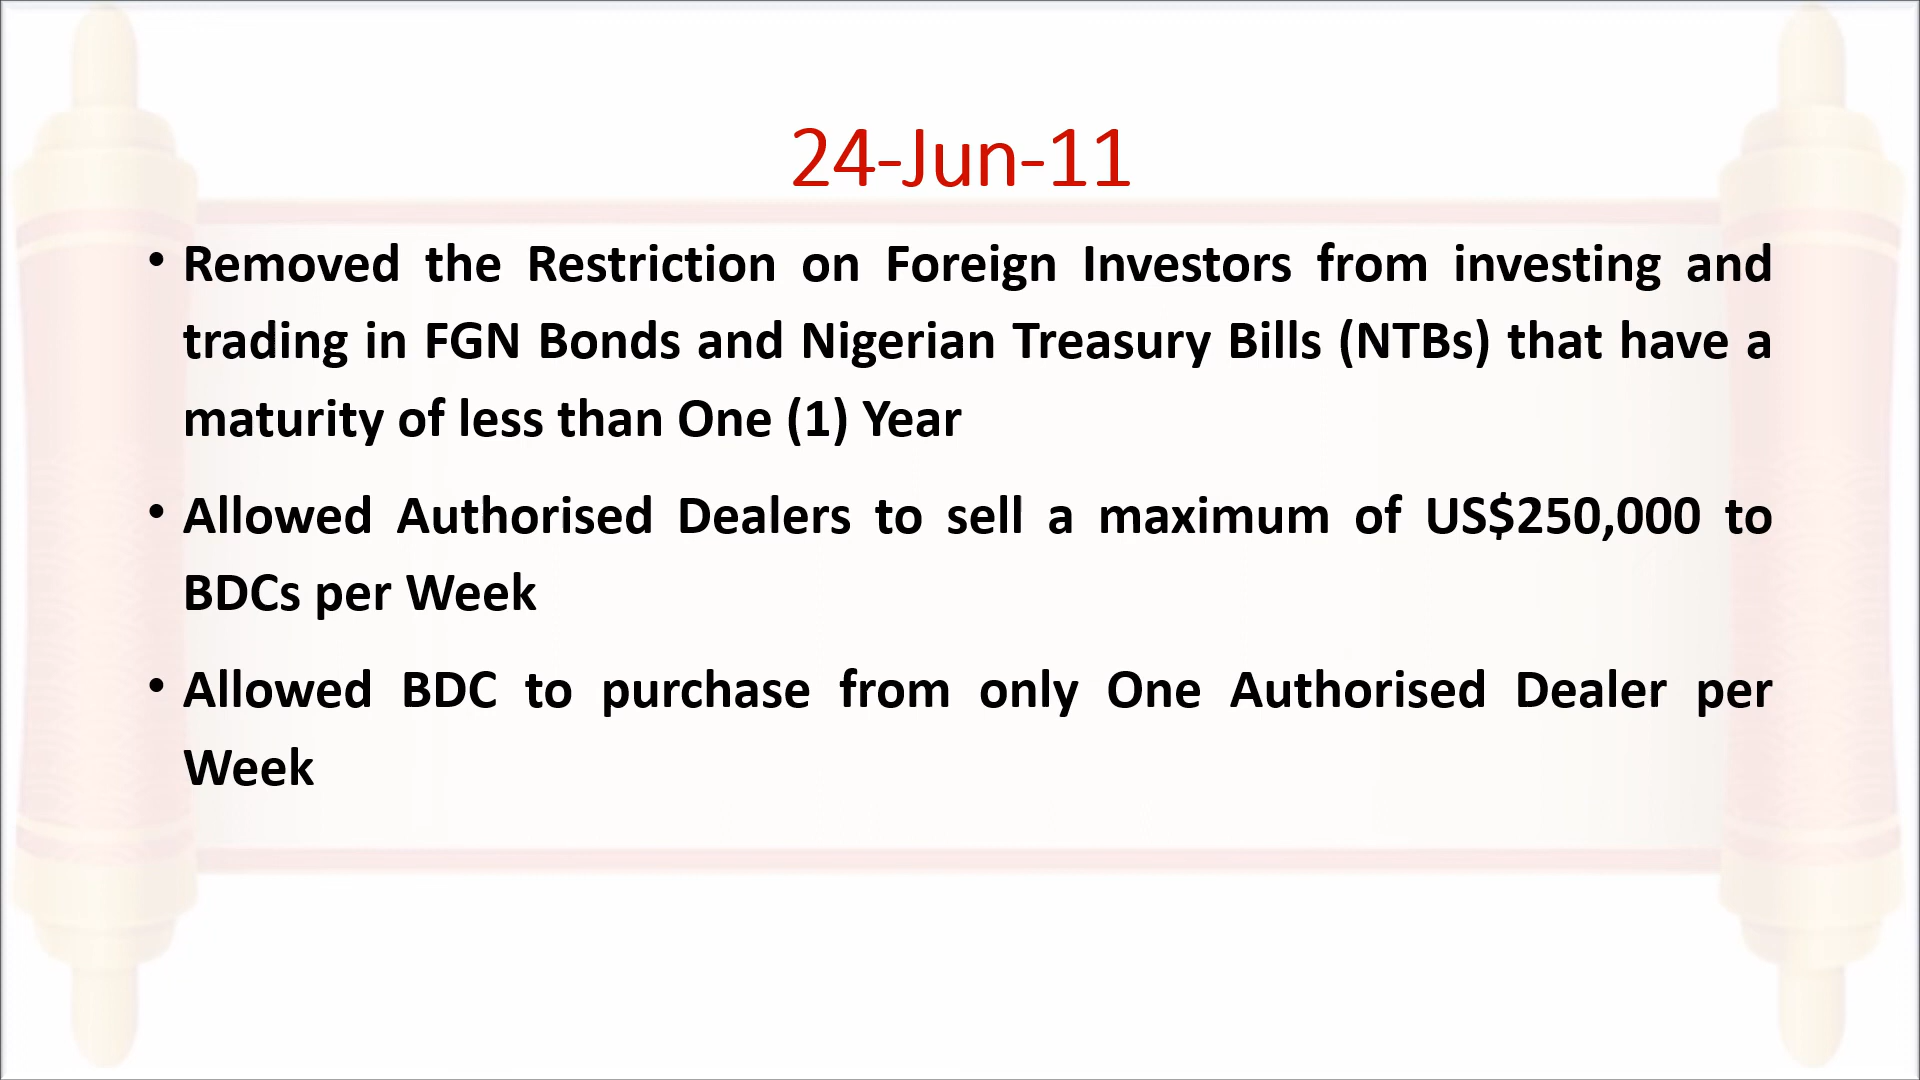 24-Jun-11
• Removed the Restriction on Foreign Investors from investing and
trading in FGN Bonds and Nigerian Treasury Bills (NTBs) that have a
maturity of less than One (1) Year
• Allowed Authorised Dealers to sell a maximum of US$250,000 to
BDCs per Week
• Allowed BDC to purchase from only One Authorised Dealer per
Week